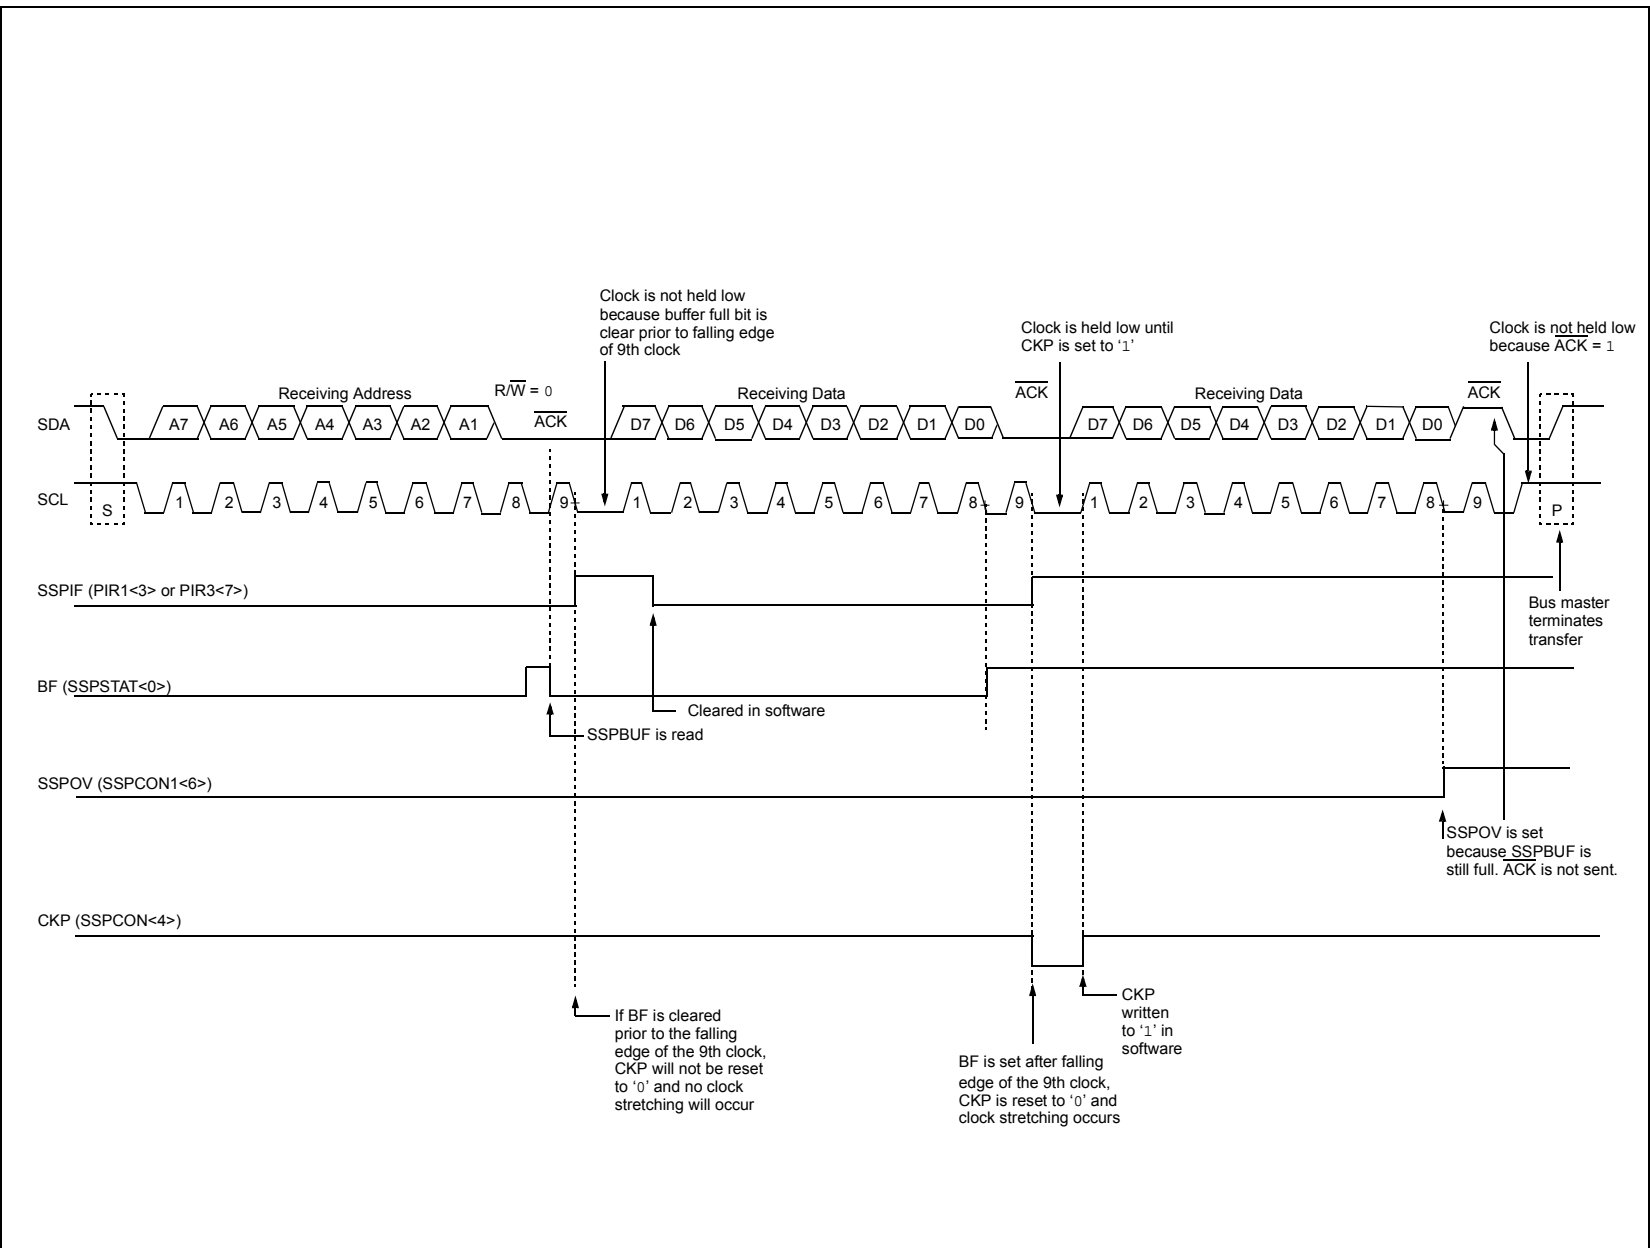 Clock is not held low
because buffer full bit is
clear prior to falling edge
of 9th clock
Clock is held low until
CKP is set to ‘1’
Clock is not held low
because ACK = 1
Receiving Address
R/W = 0
ACK
Receiving Data
ACK
Receiving Data
ACK
SDA
A7 A6 A5 A4 A3 A2 A1
D7 D6 D5 D4 D3 D2 D1 D0
D7 D6 D5 D4 D3 D2 D1 D0
SCL
S
1 2 3 4 5 6 7 8 9
1 2 3 4 5 6 7 8 9
1 2 3 4 5 6 7 8 9
P
SSPIF (PIR1<3> or PIR3<7>)
Bus master
terminates
transfer
BF (SSPSTAT<0>)
Cleared in software
SSPBUF is read
SSPOV (SSPCON1<6>)
SSPOV is set
because SSPBUF is
still full. ACK is not sent.
CKP (SSPCON<4>)
If BF is cleared
prior to the falling
edge of the 9th clock,
CKP will not be reset
to ‘0’ and no clock
stretching will occur
CKP
written
to ‘1’ in
software
BF is set after falling
edge of the 9th clock,
CKP is reset to ‘0’ and
clock stretching occurs